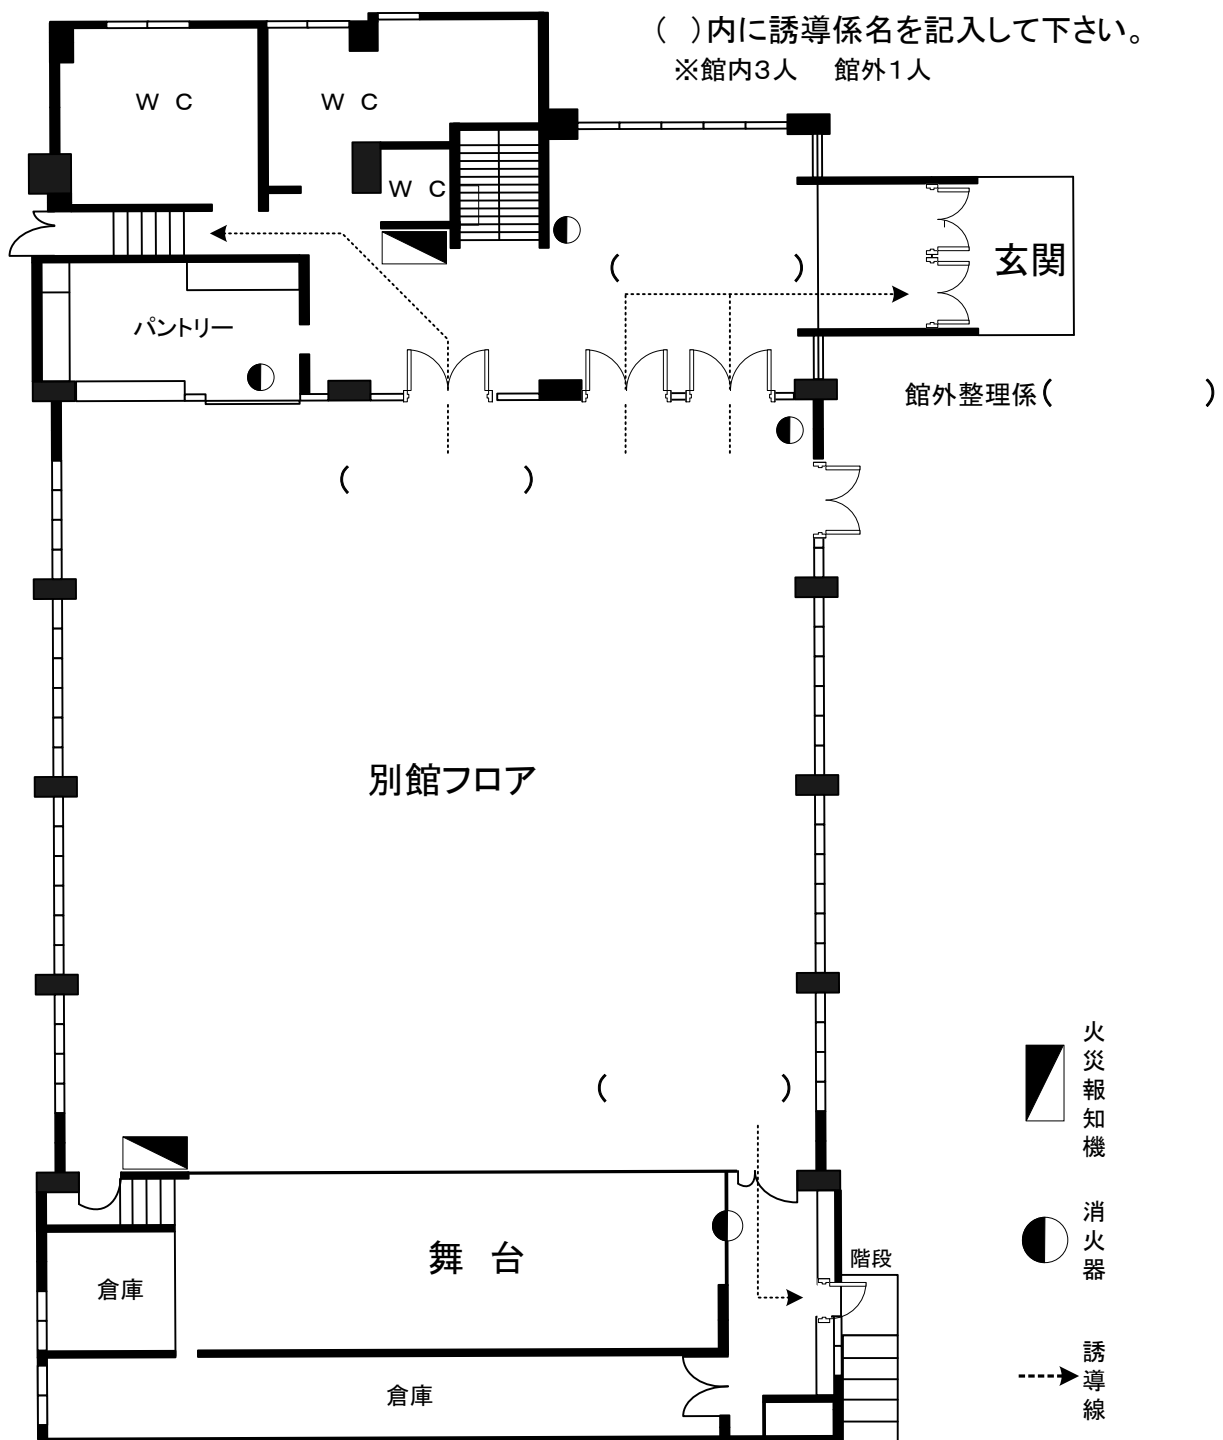 （　）内に誘導係名を記入して下さい。
※館内３人　館外１人
Ｗ Ｃ
Ｗ Ｃ
Ｗ Ｃ
（　　　　　）
玄関
パントリー
館外整理係（　　　　　）
（　　　　　）
別館フロア
（　　　　　）
火災報知機
消火器
舞 台
階段
倉庫
倉庫
誘導線